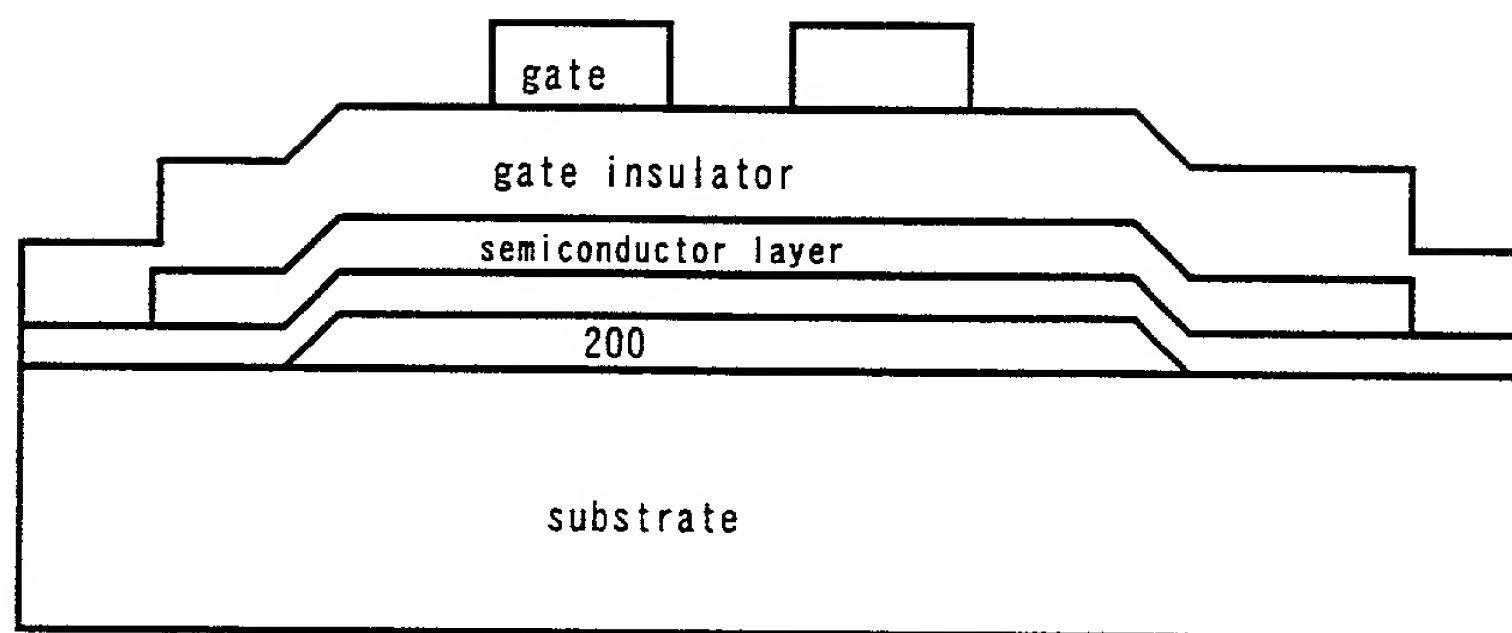 gate
gate insulator
semiconductor layer
200
substrate